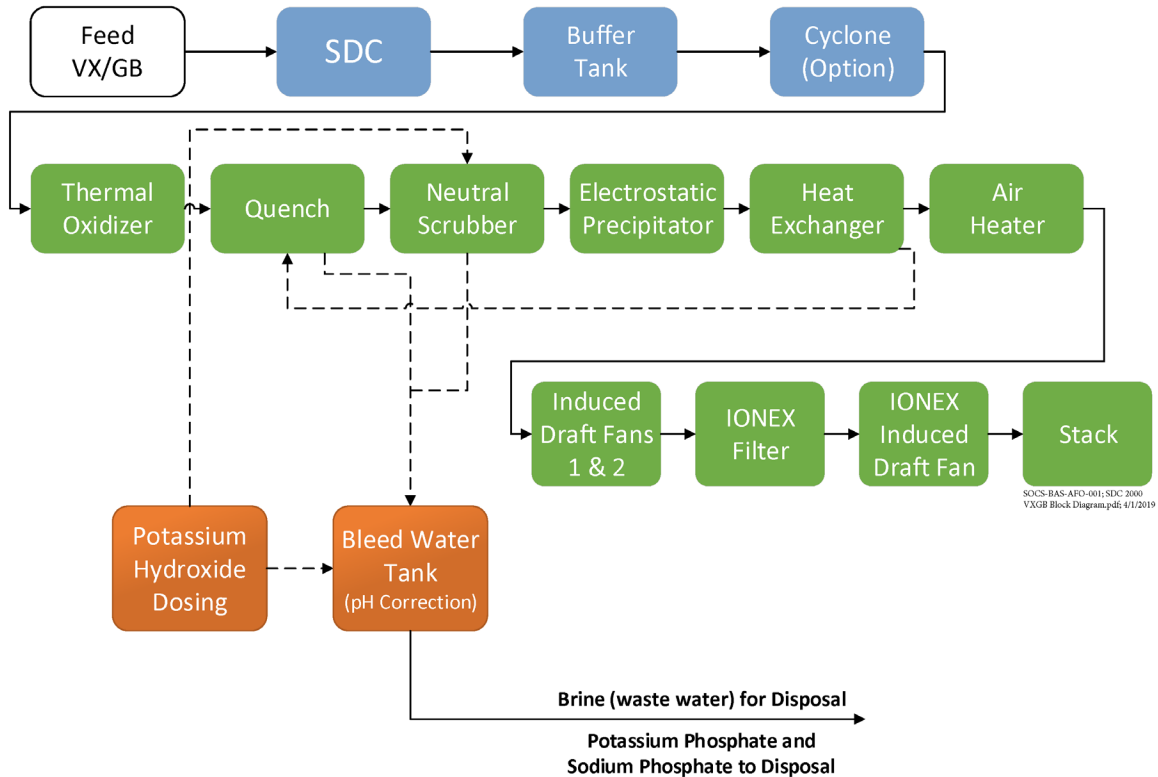 Feed
VX/GB
SDC
Buffer
Tank
Cyclone
(Option)
Thermal
Oxidizer
Quench
Neutral
Scrubber
Electrostatic
Precipitator
Heat
Exchanger
Air
Heater
Induced
Draft Fans
1 & 2
IONEX
Filter
IONEX
Induced
Draft Fan
Stack
SOCS-BAS-AFO-001; SDC 2000
VXGB Block Diagram.pdf; 4/1/2019
Potassium
Hydroxide
Dosing
Bleed Water
Tank
(pH Correction)
Brine (waste water) for Disposal
Potassium Phosphate and
Sodium Phosphate to Disposal